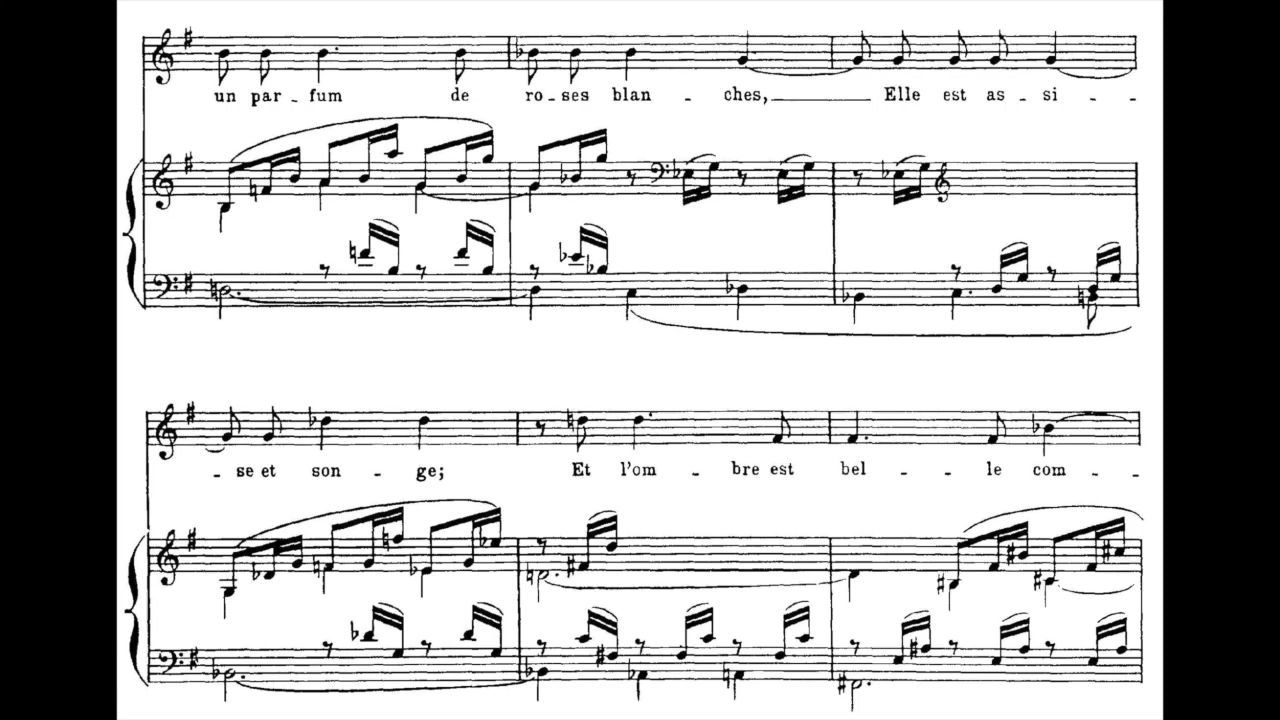 un par - fum de ro - ses blan - ches, Elle est as - si - -
- se et son - ge; Et l'om - bre est bel - - le com - -